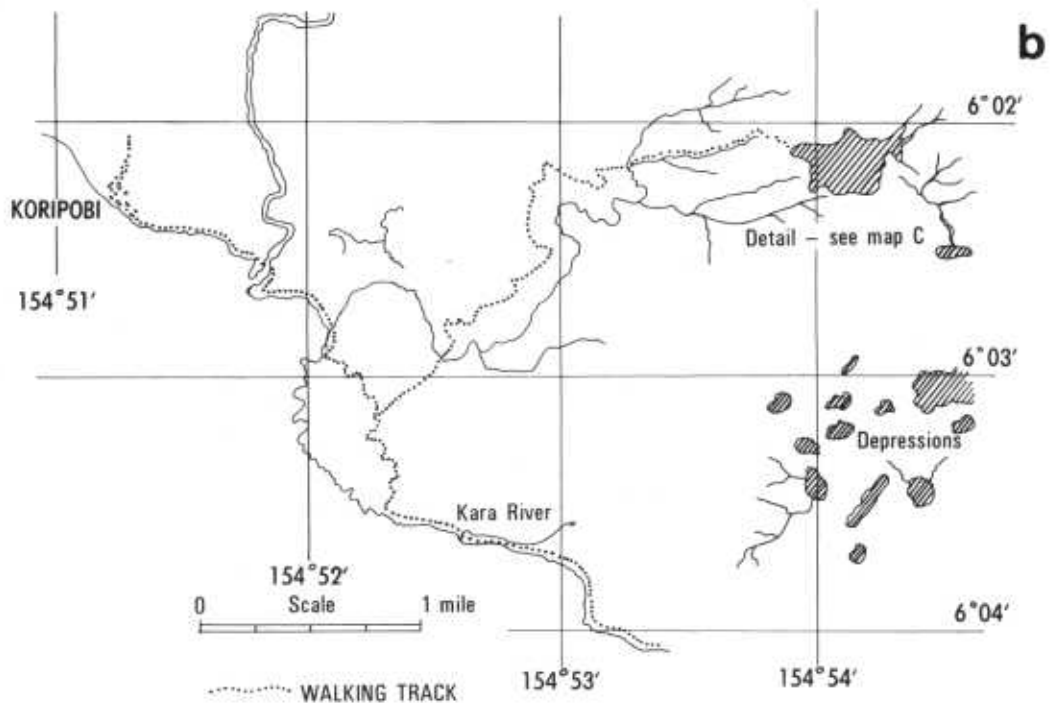 b
6°02'
KORIPOBI
Detail – see map C
154°51'
6°03'
Depressions
Kara River
154°52'
0 Scale 1 mile
6°04'
154°53'
154°54'
WALKING TRACK